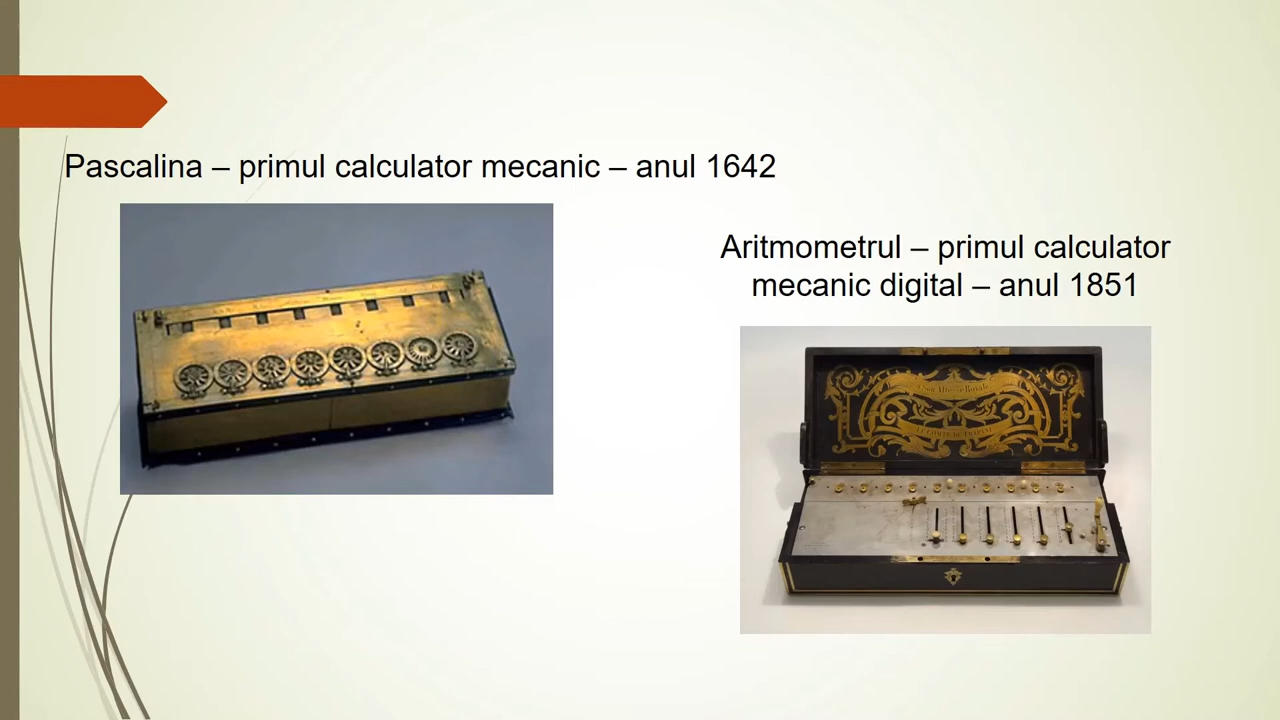 Pascalina – primul calculator mecanic – anul 1642
Aritmometrul – primul calculator
mecanic digital – anul 1851